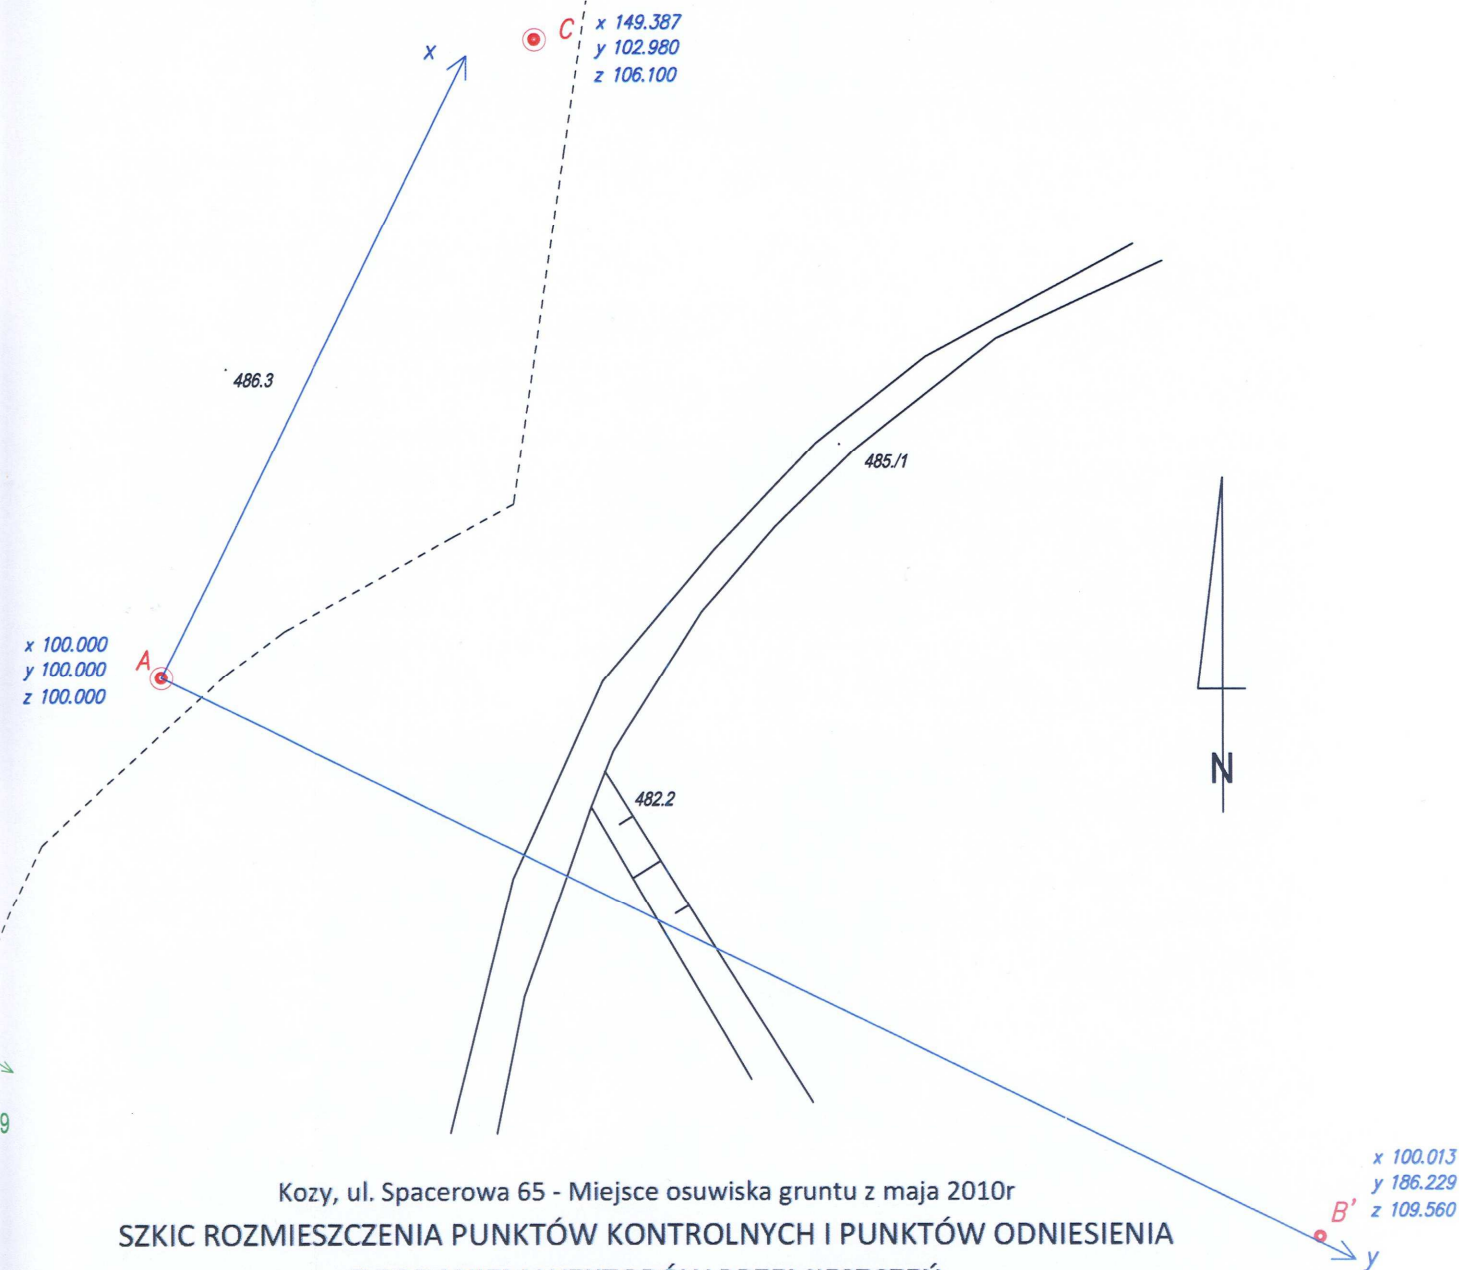 x
C
x 149.387
y 102.980
z 106.100
486.3
485./1
x 100.000
y 100.000
z 100.000
A
N
482.2
9
x 100.013
y 186.229
z 109.560
B'
y
Kozy, ul. Spacerowa 65 - Miejsce osuwiska gruntu z maja 2010r
SZKIC ROZMIESZCZENIA PUNKTÓW KONTROLNYCH I PUNKTÓW ODNIESIENIA